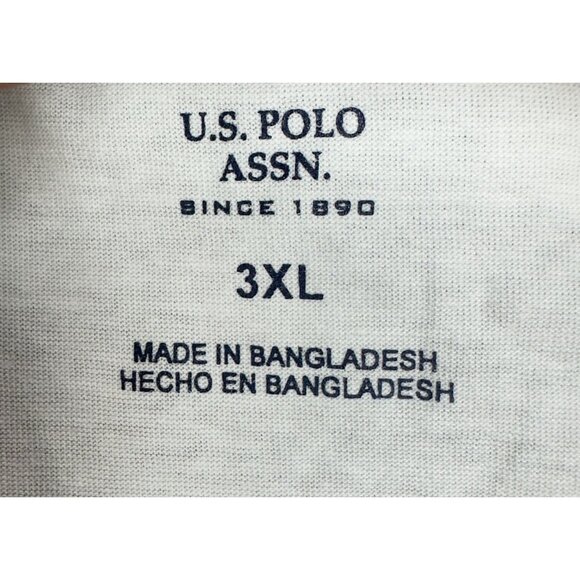 U.S. POLO
ASSN.
SINCE 1890
3XL
MADE IN BANGLADESH
HECHO EN BANGLADESH